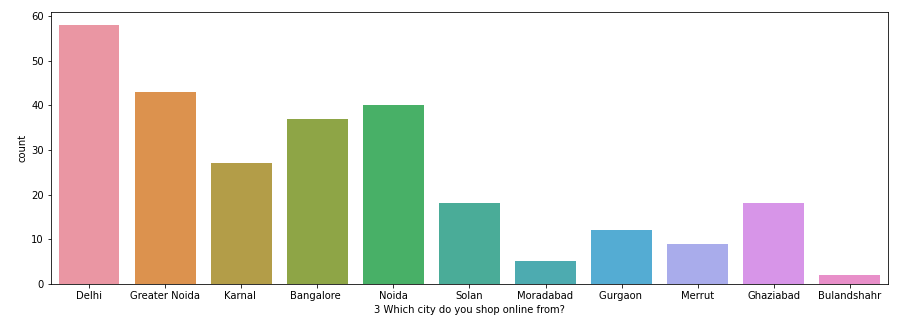 60
50
40
30
20
10
0
count
Delhi Greater Noida Karnal Bangalore Noida Solan Moradabad Gurgaon Merrut Ghaziabad Bulandshahr
3 Which city do you shop online from?